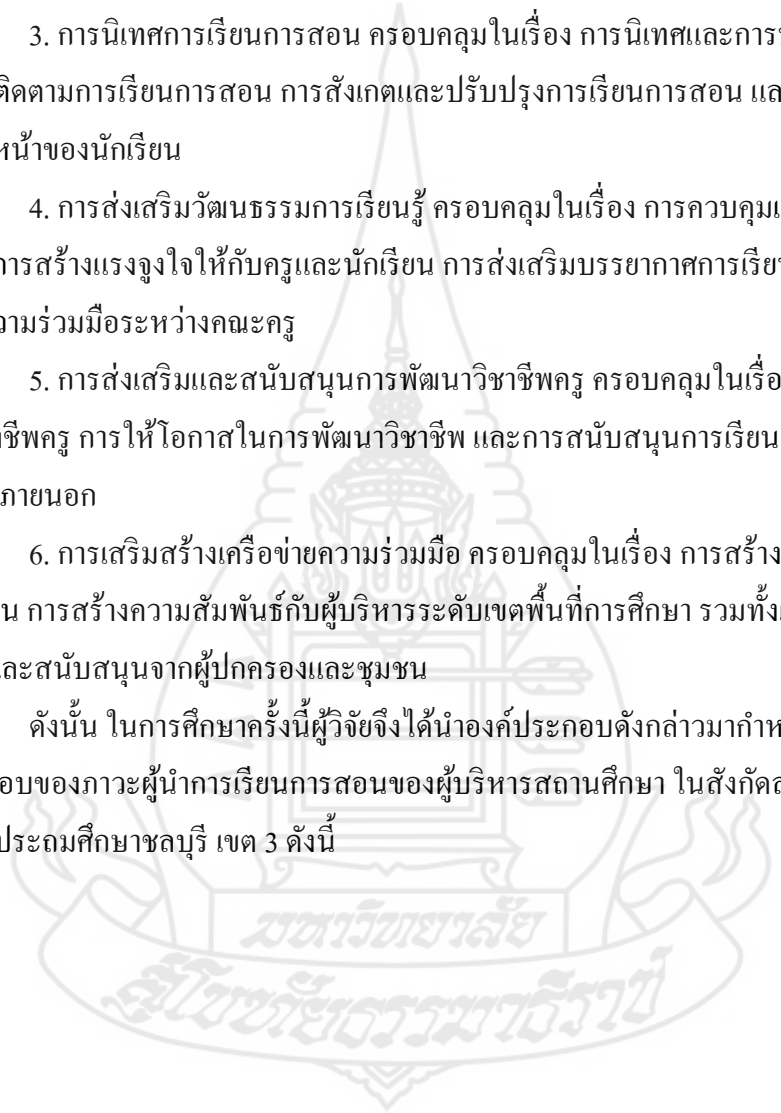 3. การนิเทศการเรียนการสอน ครอบคลุมในเรื่อง การนิเทศและการ
ติดตามการเรียนการสอน การสังเกตและปรับปรุงการเรียนการสอน และ
หน้าของนักเรียน
4. การส่งเสริมวัฒนธรรมการเรียนรู้ ครอบคลุมในเรื่อง การควบคุม
การสร้างแรงจูงใจให้กับครูและนักเรียน การส่งเสริมบรรยากาศการเรียน
ความร่วมมือระหว่างคณะครู
5. การส่งเสริมและสนับสนุนการพัฒนาวิชาชีพครู ครอบคลุมในเรื่อ
ชีพครู การให้โอกาสในการพัฒนาวิชาชีพ และการสนับสนุนการเรียน
ภายนอก
6. การเสริมสร้างเครือข่ายความร่วมมือ ครอบคลุมในเรื่อง การสร้าง
น การสร้างความสัมพันธ์กับผู้บริหารระดับเขตพื้นที่การศึกษา รวมทั้ง
และสนับสนุนจากผู้ปกครองและชุมชน
ดังนั้น ในการศึกษาครั้งนี้ผู้วิจัยจึงได้นำองค์ประกอบดังกล่าวมากำห
อบของภาวะผู้นำการเรียนการสอนของผู้บริหารสถานศึกษา ในสังกัดส
ประถมศึกษาชลบุรี เขต 3 ดังนี้
มหาวิทยาลัย
สุโขทัยธรรมาธิราช